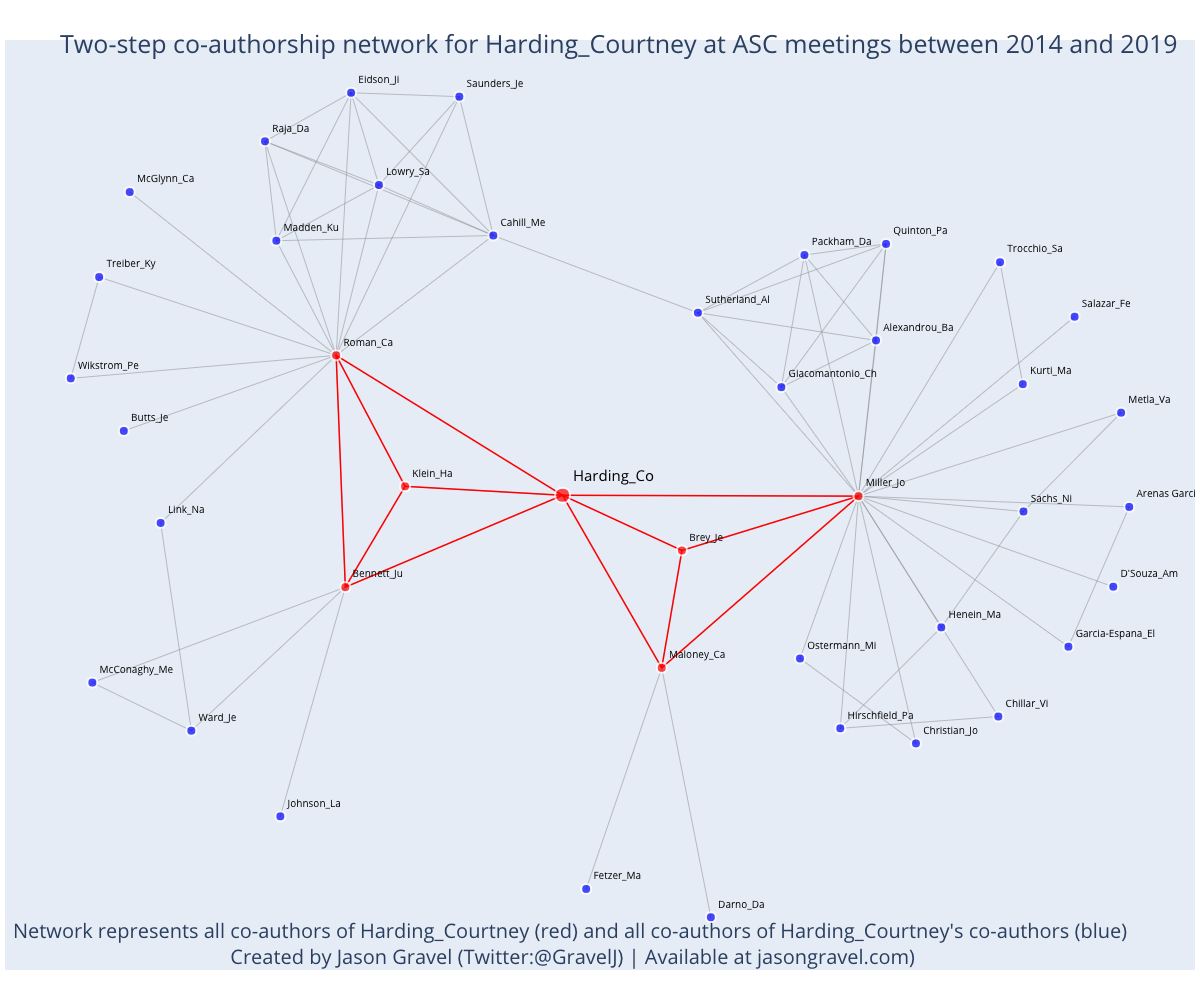 Two-step co-authorship network for Harding_Courtney at ASC meetings between 2014 and 2019
Eidson_Ji
Saunders_Je
Raja_Da
Lowry_Sa
McGlynn_Ca
Cahill_Me
Madden_Ku
Quinton_Pa
Packham_Da
Trocchio_Sa
Treiber_Ky
Sutherland_Al
Salazar_Fe
Alexandrou_Ba
Roman_Ca
Wikstrom_Pe
Giacomantonio_Ch
Kurti_Ma
Metla_Va
Butts_Je
Klein_Ha
Harding_Co
Miller_Jo
Arenas Garci
Sachs_Ni
Link_Na
Brey_Je
Bennett_Ju
D'Souza_Am
Henein_Ma
Garcia-Espana_El
Ostermann_Mi
Maloney_Ca
McConaghy_Me
Chillar_Vi
Ward_Je
Hirschfield_Pa
Christian_Jo
Johnson_La
Fetzer_Ma
Darno_Da
Network represents all co-authors of Harding_Courtney (red) and all co-authors of Harding_Courtney's co-authors (blue)
Created by Jason Gravel (Twitter:@GravelJ) | Available at jasongravel.com)